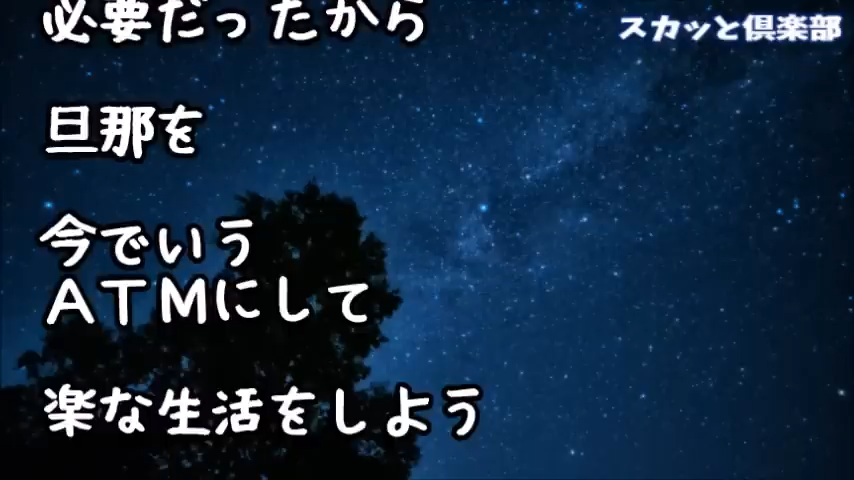 必要だったから
スカッと倶楽部
旦那を
今でいう
ATMにして
楽な生活をしよう